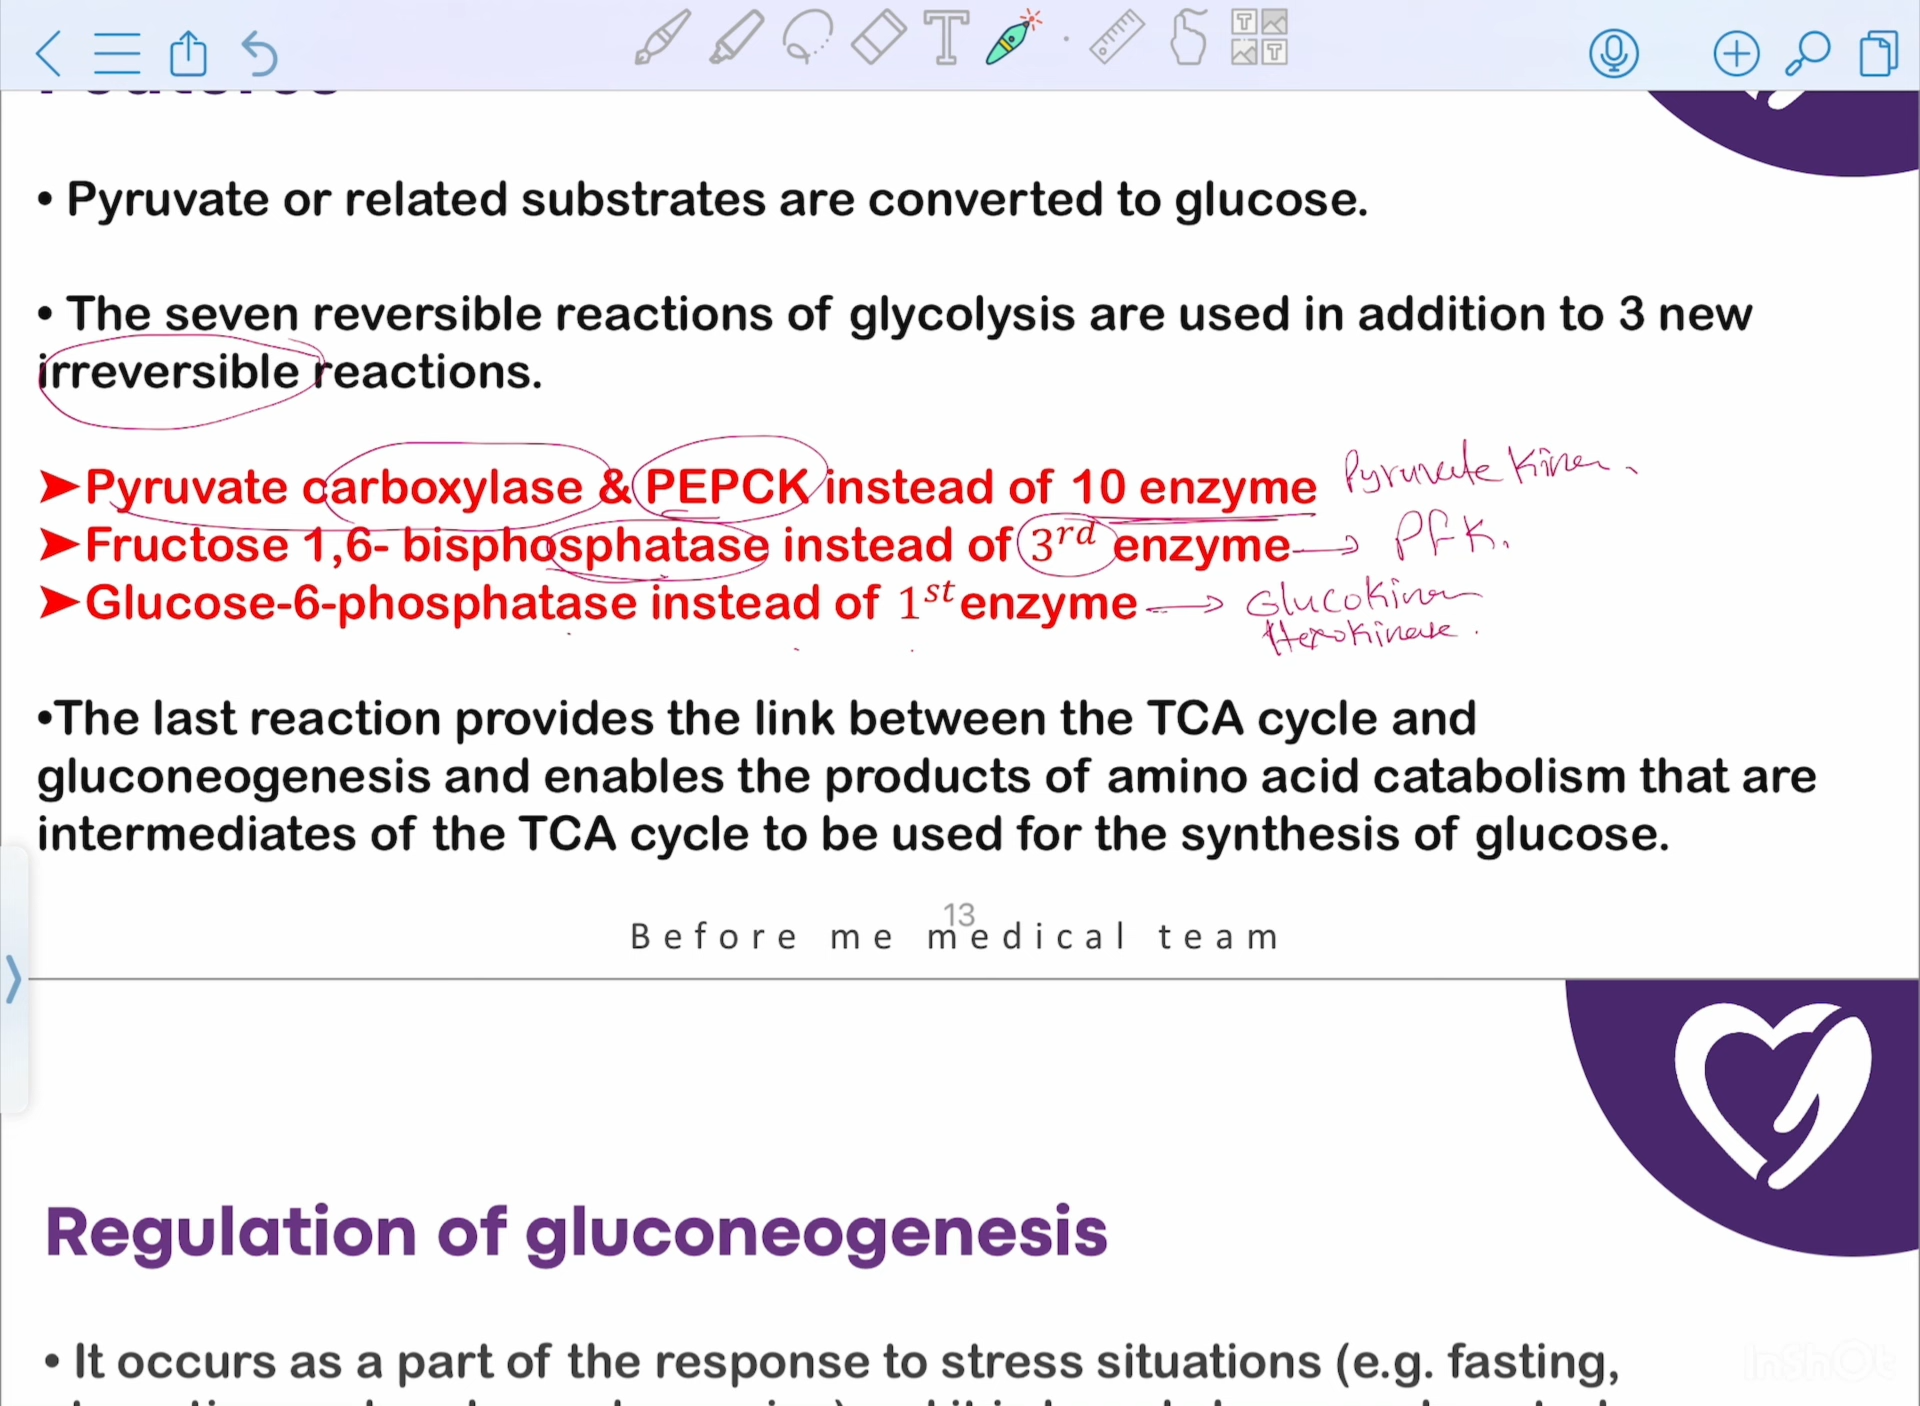 • Pyruvate or related substrates are converted to glucose.
• The seven reversible reactions of glycolysis are used in addition to 3 new
irreversible reactions.
➤Pyruvate carboxylase & PEPCK instead of 10 enzyme Pyruvate Kinase
➤Fructose 1,6- bisphosphatase instead of 3rd enzyme → PFK.
➤Glucose-6-phosphatase instead of 1st enzyme → Glucokinase
Hexokinase.
•The last reaction provides the link between the TCA cycle and
gluconeogenesis and enables the products of amino acid catabolism that are
intermediates of the TCA cycle to be used for the synthesis of glucose.
13
Before me medical team
Regulation of gluconeogenesis
• It occurs as a part of the response to stress situations (e.g. fasting,
InShOt